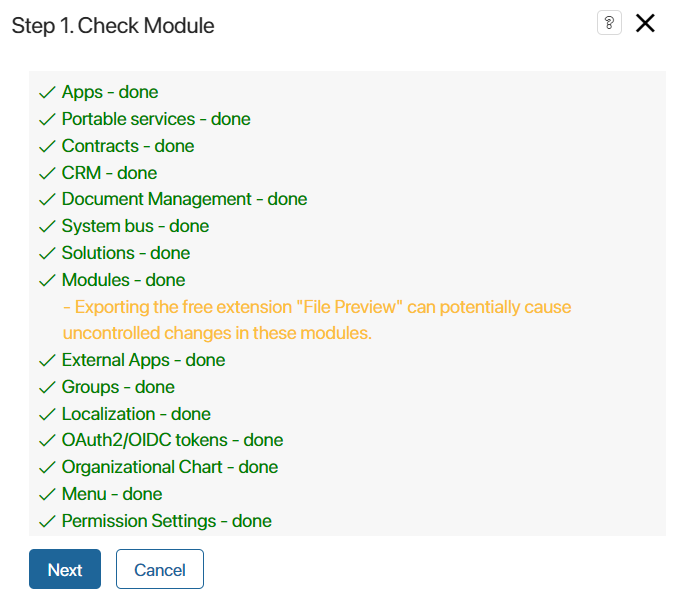 Step 1. Check Module
?
Apps - done
Portable services - done
Contracts - done
CRM - done
Document Management - done
System bus - done
Solutions - done
Modules - done
- Exporting the free extension "File Preview" can potentially cause
uncontrolled changes in these modules.
External Apps - done
Groups - done
Localization - done
OAuth2/OIDC tokens - done
Organizational Chart - done
Menu - done
Permission Settings - done
Next
Cancel